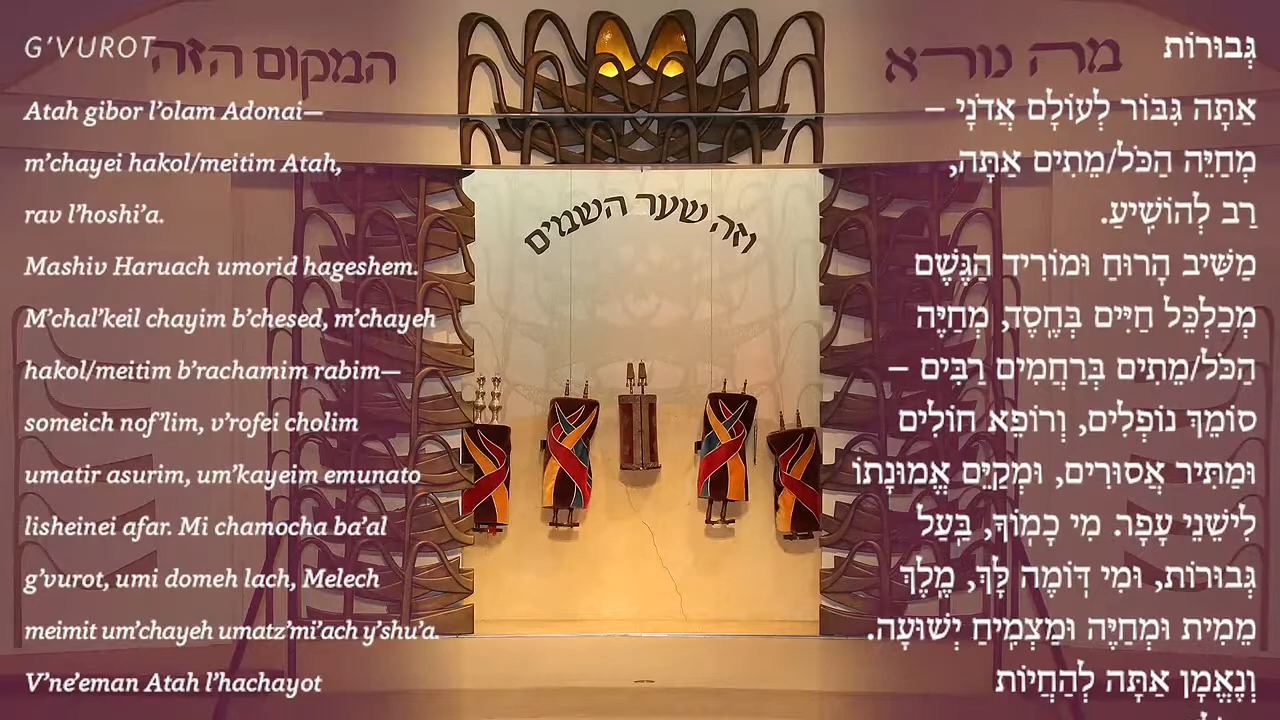 G'VUROT
Atah gibor l'olam Adonai—
m'chayei hakol/meitim Atah,
rav l'hoshi'a.
Mashiv Haruach umorid hageshem.
M'chal'keil chayim b'chesed, m'chayeh
hakol/meitim b'rachamim rabim—
someich nof'lim, v'rofei cholim
umatir asurim, um'kayeim emunato
lisheinei afar. Mi chamocha ba'al
g'vurot, umi domeh lach, Melech
meimit um'chayeh umatz'mi'ach y'shu'a.
V'ne'eman Atah l'hachayot
מה נורא
המקום הזה
וזה שער השמים
גְּבוּרוֹת
אַתָּה גִּבּוֹר לְעוֹלָם אֲדֹנָי –
מְחַיֵּה הַכֹּל/מֵתִים אַתָּה,
רַב לְהוֹשִׁיעַ.
מַשִּׁיב הָרוּחַ וּמוֹרִיד הַגֶּשֶׁם
מְכַלְכֵּל חַיִּים בְּחֶסֶד, מְחַיֵּה
הַכֹּל/מֵתִים בְּרַחֲמִים רַבִּים –
סוֹמֵךְ נוֹפְלִים, וְרוֹפֵא חוֹלִים
וּמַתִּיר אֲסוּרִים, וּמְקַיֵּם אֱמוּנָתוֹ
לִישֵׁנֵי עָפָר. מִי כָמְוֹךָ, בַּעַל
גְּבוּרוֹת, וּמִי דְּוֹמֶה לָּךְ, מֶלֶךְ
מֵמִית וּמְחַיֶּה וּמַצְמִיחַ יְשׁוּעָה.
וְנֶאֱמָן אַתָּה לְהַחֲיוֹת